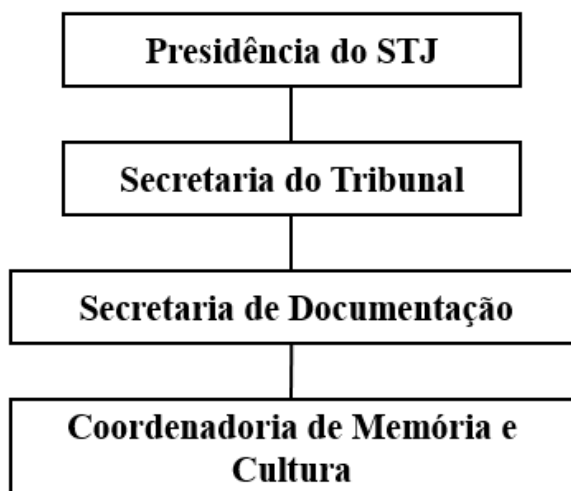 Presidência do STJ
Secretaria do Tribunal
Secretaria de Documentação
Coordenadoria de Memória e
Cultura